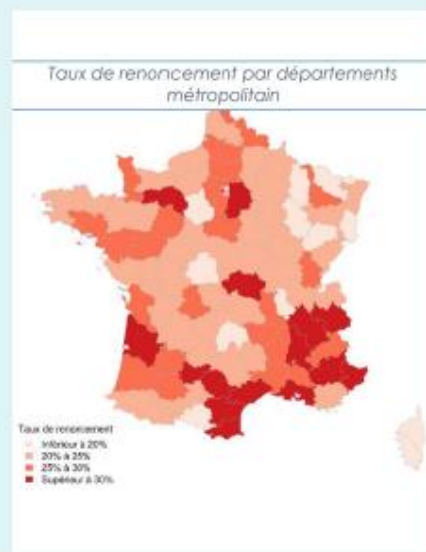 Taux de renoncement par départements
métropolitain
Taux de renoncement
Inférieur à 20%
20% à 25%
25% à 30%
Supérieur à 30%